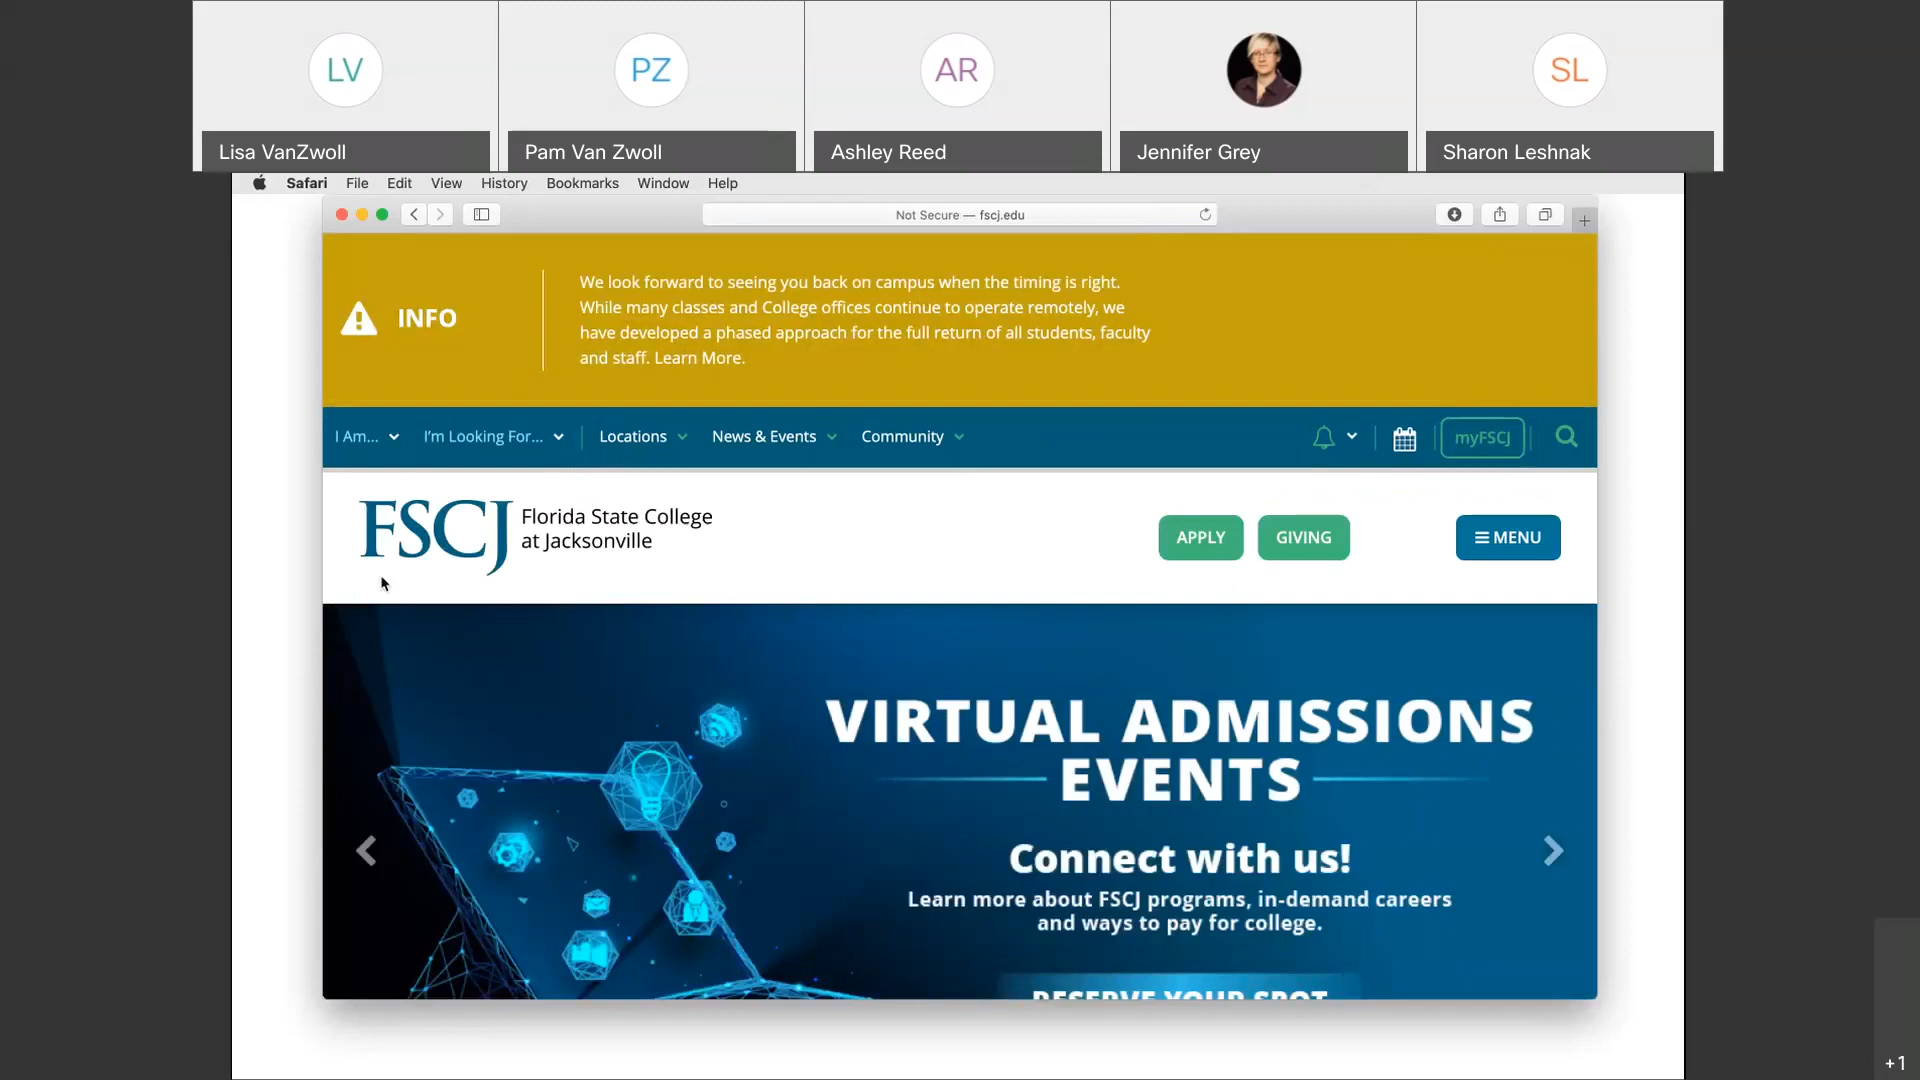 LV
PZ
AR
SL
Lisa VanZwoll
Pam Van Zwoll
Ashley Reed
Jennifer Grey
Sharon Leshnak
Safari File Edit View History Bookmarks Window Help
Not Secure — fscj.edu
INFO
We look forward to seeing you back on campus when the timing is right.
While many classes and College offices continue to operate remotely, we
have developed a phased approach for the full return of all students, faculty
and staff. Learn More.
I Am... I'm Looking For... Locations News & Events Community myFSCJ
FSCJ
Florida State College
at Jacksonville
APPLY GIVING MENU
VIRTUAL ADMISSIONS
EVENTS
Connect with us!
Learn more about FSCJ programs, in-demand careers
and ways to pay for college.
RESERVE YOUR SPOT
+1